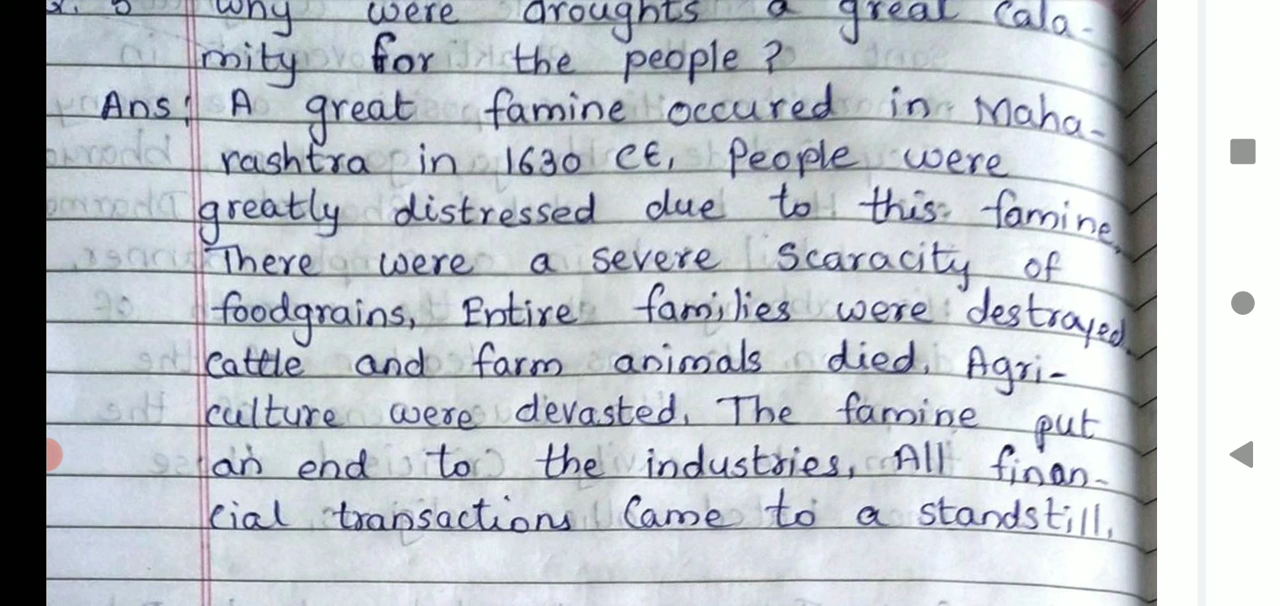 Why were droughts a great cala-
mity for the people ?
Ans: A great famine occured in Maha-
rashtra in 1630 CE. People were
greatly distressed due to this famine.
There were a severe Scaracity of
foodgrains, Entire families were destrayed.
Cattle and farm animals died. Agri-
culture were devasted. The famine put
an end to the industries, All finan-
cial transactions Came to a standstill.